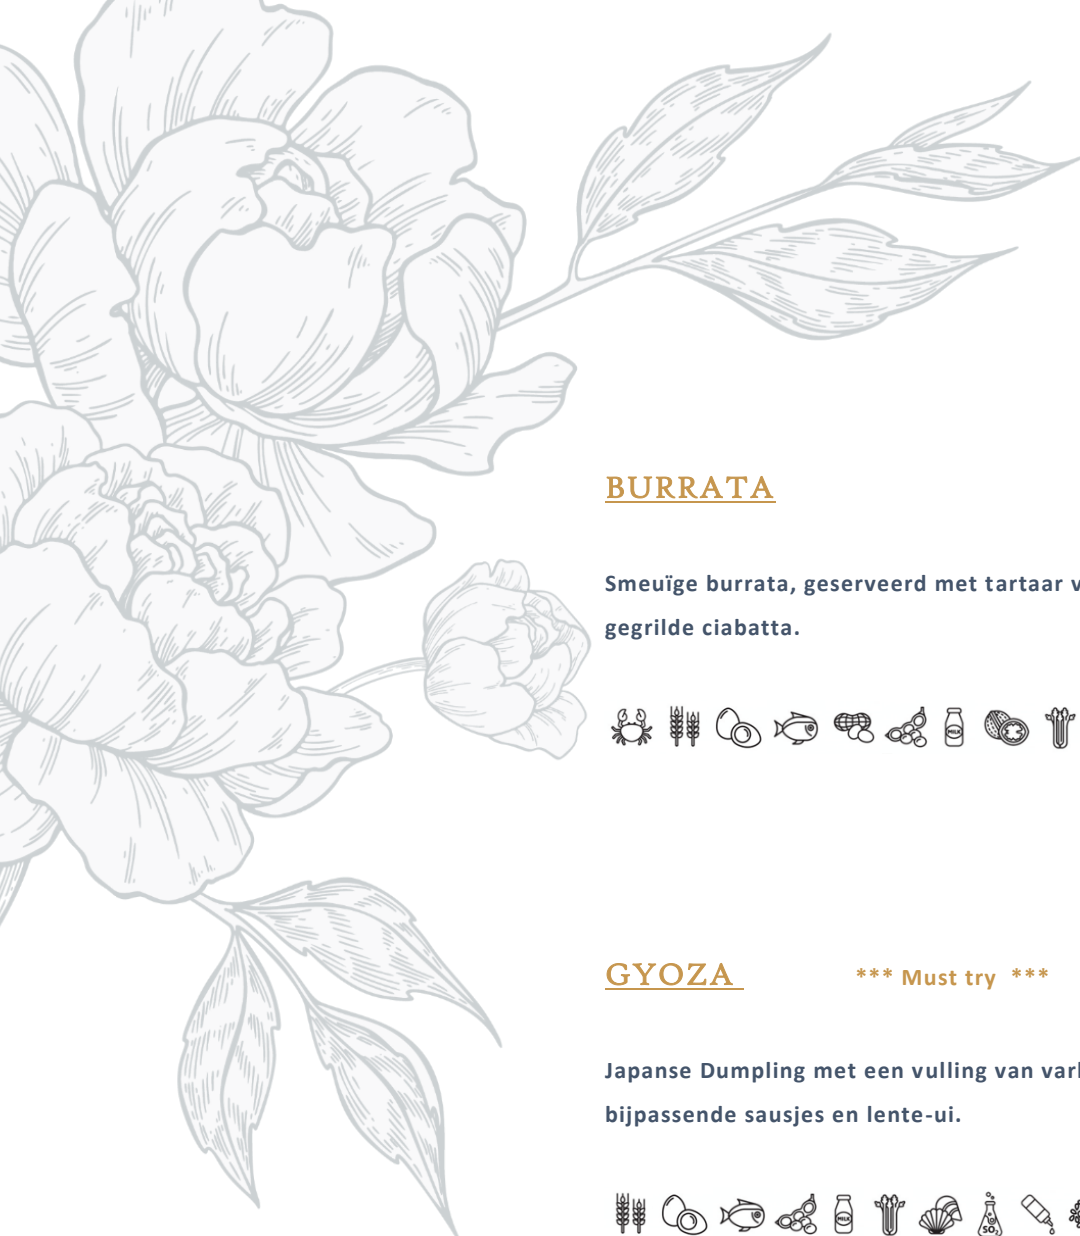 BURRATA
Smeuïge burrata, geserveerd met tartaar
gegrilde ciabatta.
MILK
GYOZA *** Must try ***
Japanse Dumpling met een vulling van
bijpassende sausjes en lente-ui.
MILK SO₂